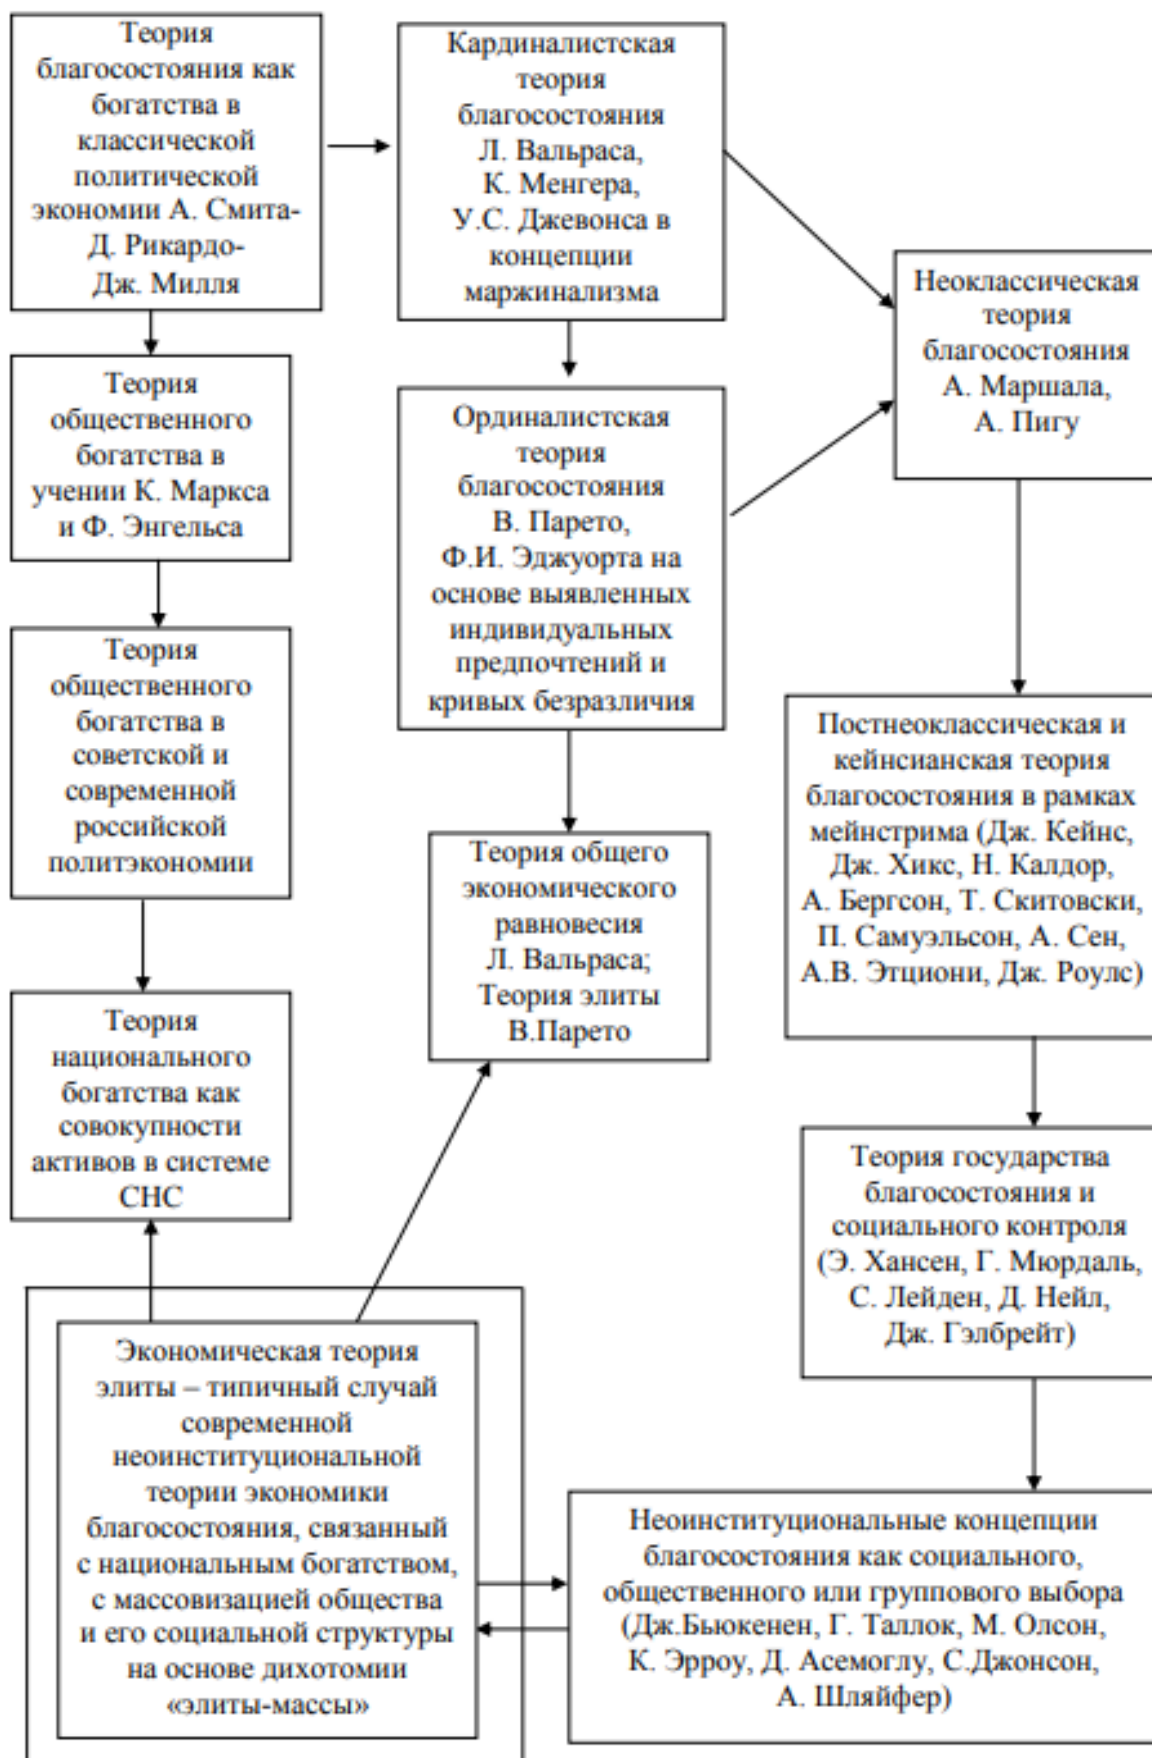 Теория
благосостояния как
богатства в
классической
политической
экономии А. Смита-
Д. Рикардо-
Дж. Милля
Кардиналистская
теория
благосостояния
Л. Вальраса,
К. Менгера,
У.С. Джевонса в
концепции
маржинализма
Неоклассическая
теория
благосостояния
А. Маршала,
А. Пигу
Теория
общественного
богатства в
учении К. Маркса
и Ф. Энгельса
Ординалистская
теория
благосостояния
В. Парето,
Ф.И. Эджуорта на
основе выявленных
индивидуальных
предпочтений и
кривых безразличия
Теория
общественного
богатства в
советской и
современной
российской
политэкономии
Постнеоклассическая и
кейнсианская теория
благосостояния в рамках
мейнстрима (Дж. Кейнс,
Дж. Хикс, Н. Калдор,
А. Бергсон, Т. Скитовски,
П. Самуэльсон, А. Сен,
А.В. Этциони, Дж. Роулс)
Теория общего
экономического
равновесия
Л. Вальраса;
Теория элиты
В.Парето
Теория
национального
богатства как
совокупности
активов в системе
СНС
Теория государства
благосостояния и
социального контроля
(Э. Хансен, Г. Мюрдаль,
С. Лейден, Д. Нейл,
Дж. Гэлбрейт)
Экономическая теория
элиты – типичный случай
современной
неоинституциональной
теории экономики
благосостояния, связанный
с национальным богатством,
с массовизацией общества
и его социальной структуры
на основе дихотомии
«элиты-массы»
Неоинституциональные концепции
благосостояния как социального,
общественного или группового выбора
(Дж.Бьюкенен, Г. Таллок, М. Олсон,
К. Эрроу, Д. Асемоглу, С.Джонсон,
А. Шляйфер)